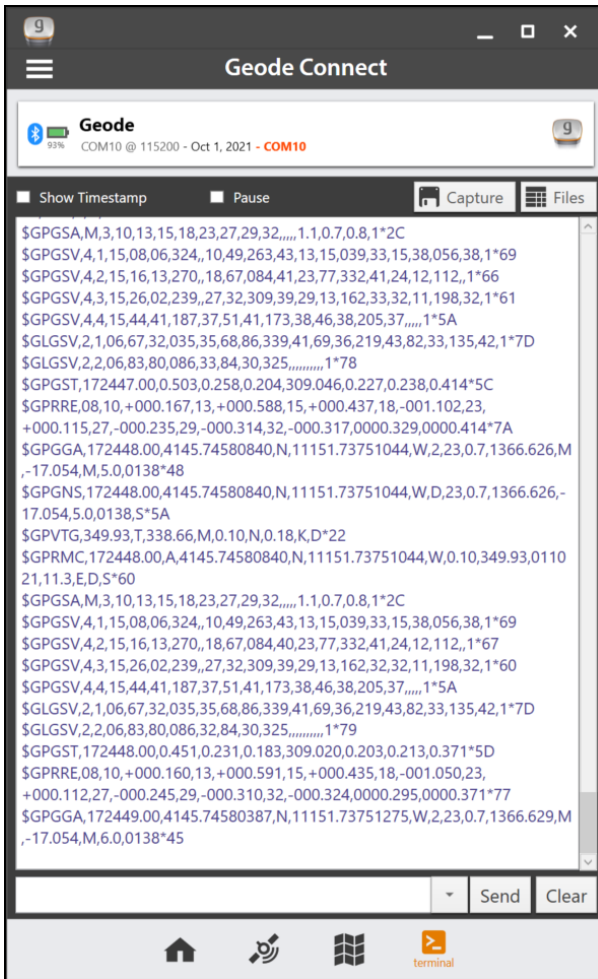 g
Geode Connect
Geode
93%
COM10 @ 115200 - Oct 1, 2021 - COM10
g
Show Timestamp
Pause
Capture
Files
$GPGSA,M,3,10,13,15,18,23,27,29,32,,,,,1.1,0.7,0.8,1*2C
$GPGSV,4,1,15,08,06,324,,10,49,263,43,13,15,039,33,15,38,056,38,1*69
$GPGSV,4,2,15,16,13,270,,18,67,084,41,23,77,332,41,24,12,112,,1*66
$GPGSV,4,3,15,26,02,239,,27,32,309,39,29,13,162,33,32,11,198,32,1*61
$GPGSV,4,4,15,44,41,187,37,51,41,173,38,46,38,205,37,,,,,1*5A
$GLGSV,2,1,06,67,32,035,35,68,86,339,41,69,36,219,43,82,33,135,42,1*7D
$GLGSV,2,2,06,83,80,086,33,84,30,325,,,,,,,,,,1*78
$GPGST,172447.00,0.503,0.258,0.204,309.046,0.227,0.238,0.414*5C
$GPRRE,08,10,+000.167,13,+000.588,15,+000.437,18,-001.102,23,
+000.115,27,-000.235,29,-000.314,32,-000.317,0000.329,0000.414*7A
$GPGGA,172448.00,4145.74580840,N,11151.73751044,W,2,23,0.7,1366.626,M
,-17.054,M,5.0,0138*48
$GPGNS,172448.00,4145.74580840,N,11151.73751044,W,D,23,0.7,1366.626,-
17.054,5.0,0138,S*5A
$GPVTG,349.93,T,338.66,M,0.10,N,0.18,K,D*22
$GPRMC,172448.00,A,4145.74580840,N,11151.73751044,W,0.10,349.93,0110
21,11.3,E,D,S*60
$GPGSA,M,3,10,13,15,18,23,27,29,32,,,,,1.1,0.7,0.8,1*2C
$GPGSV,4,1,15,08,06,324,,10,49,263,43,13,15,039,33,15,38,056,38,1*69
$GPGSV,4,2,15,16,13,270,,18,67,084,40,23,77,332,41,24,12,112,,1*67
$GPGSV,4,3,15,26,02,239,,27,32,309,39,29,13,162,32,32,11,198,32,1*60
$GPGSV,4,4,15,44,41,187,37,51,41,173,38,46,38,205,37,,,,,1*5A
$GLGSV,2,1,06,67,32,035,35,68,86,339,41,69,36,219,43,82,33,135,42,1*7D
$GLGSV,2,2,06,83,80,086,32,84,30,325,,,,,,,,,,1*79
$GPGST,172448.00,0.451,0.231,0.183,309.020,0.203,0.213,0.371*5D
$GPRRE,08,10,+000.160,13,+000.591,15,+000.435,18,-001.050,23,
+000.112,27,-000.245,29,-000.310,32,-000.324,0000.295,0000.371*77
$GPGGA,172449.00,4145.74580387,N,11151.73751275,W,2,23,0.7,1366.629,M
,-17.054,M,6.0,0138*45
Send
Clear
terminal